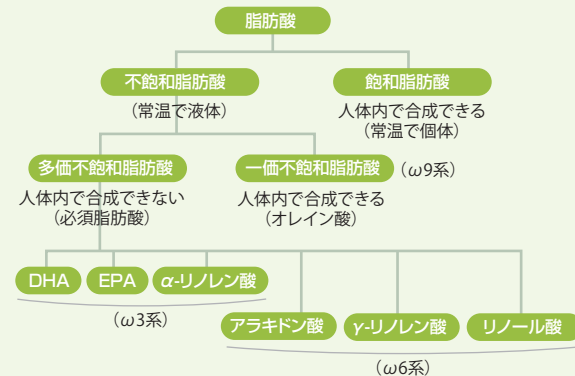 脂肪酸
不飽和脂肪酸
飽和脂肪酸
(常温で液体)
人体内で合成できる
(常温で個体)
多価不飽和脂肪酸
一価不飽和脂肪酸
(ω9系)
人体内で合成できない
(必須脂肪酸)
人体内で合成できる
(オレイン酸)
DHA
EPA
α-リノレン酸
(ω3系)
アラキドン酸
γ-リノレン酸
リノール酸
(ω6系)